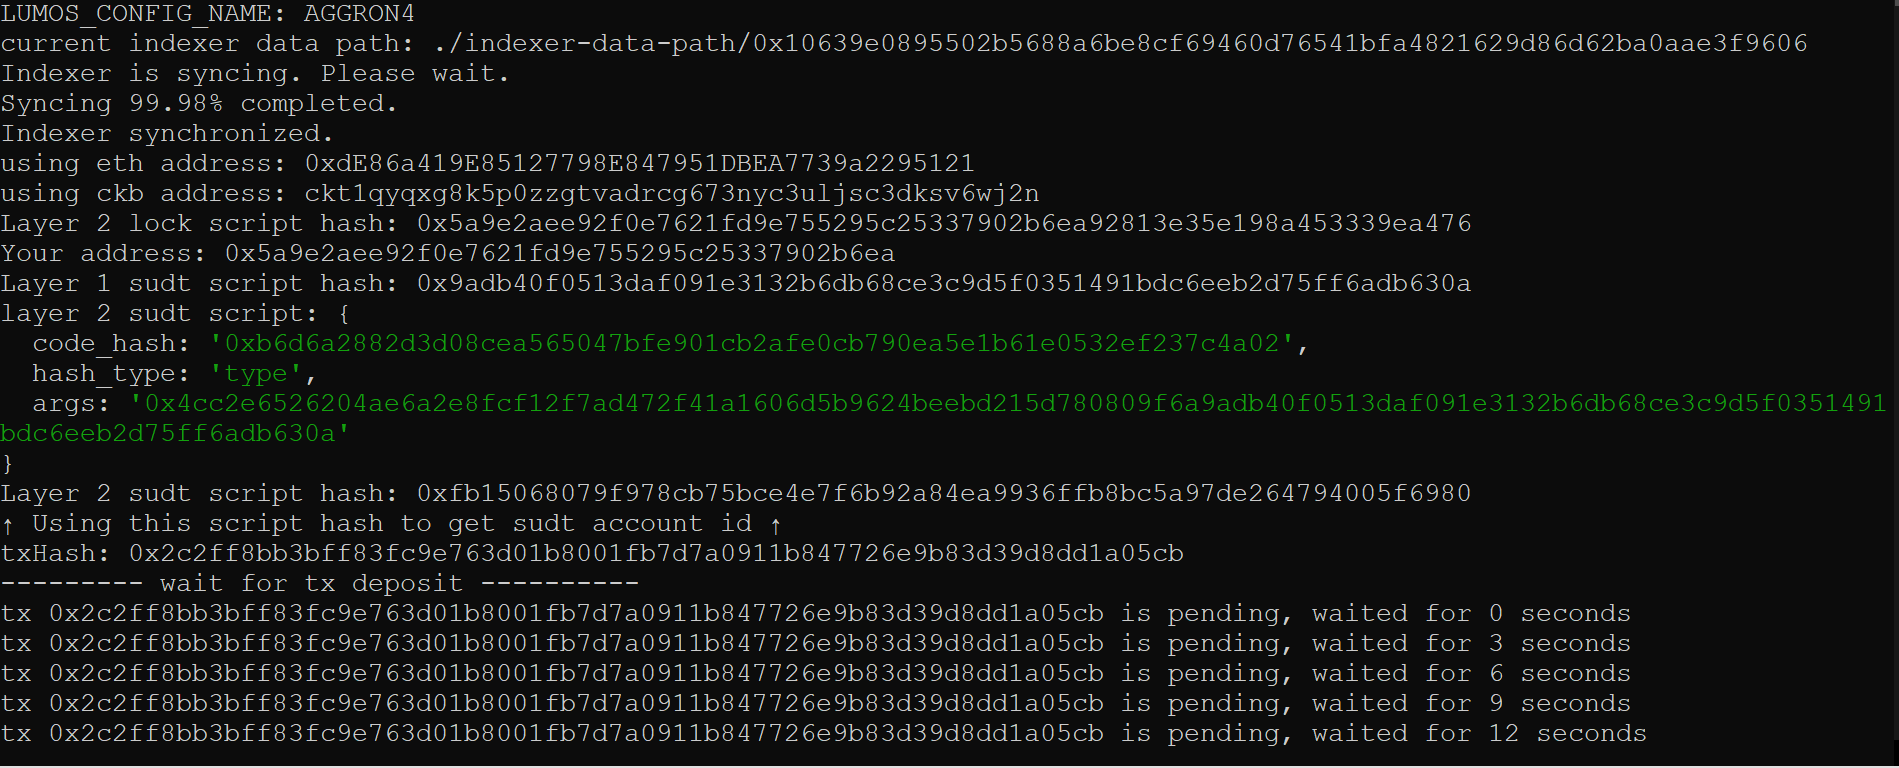 LUMOS_CONFIG_NAME: AGGRON4
current indexer data path: ./indexer-data-path/0x10639e0895502b5688a6be8cf69460d76541bfa4821629d86d62ba0aae3f9606
Indexer is syncing. Please wait.
Syncing 99.98% completed.
Indexer synchronized.
using eth address: 0xdE86a419E85127798E847951DBEA7739a2295121
using ckb address: ckt1qyqxg8k5p0zzgtvadrcg673nyc3uljsc3dksv6wj2n
Layer 2 lock script hash: 0x5a9e2aee92f0e7621fd9e755295c25337902b6ea92813e35e198a453339ea476
Your address: 0x5a9e2aee92f0e7621fd9e755295c25337902b6ea
Layer 1 sudt script hash: 0x9adb40f0513daf091e3132b6db68ce3c9d5f0351491bdc6eeb2d75ff6adb630a
layer 2 sudt script: {
  code_hash: '0xb6d6a2882d3d08cea565047bfe901cb2afe0cb790ea5e1b61e0532ef237c4a02',
  hash_type: 'type',
  args: '0x4cc2e6526204ae6a2e8fcf12f7ad472f41a1606d5b9624beebd215d780809f6a9adb40f0513daf091e3132b6db68ce3c9d5f0351491
bdc6eeb2d75ff6adb630a'
}
Layer 2 sudt script hash: 0xfb15068079f978cb75bce4e7f6b92a84ea9936ffb8bc5a97de264794005f6980
↑ Using this script hash to get sudt account id ↑
txHash: 0x2c2ff8bb3bff83fc9e763d01b8001fb7d7a0911b847726e9b83d39d8dd1a05cb
--------- wait for tx deposit ----------
tx 0x2c2ff8bb3bff83fc9e763d01b8001fb7d7a0911b847726e9b83d39d8dd1a05cb is pending, waited for 0 seconds
tx 0x2c2ff8bb3bff83fc9e763d01b8001fb7d7a0911b847726e9b83d39d8dd1a05cb is pending, waited for 3 seconds
tx 0x2c2ff8bb3bff83fc9e763d01b8001fb7d7a0911b847726e9b83d39d8dd1a05cb is pending, waited for 6 seconds
tx 0x2c2ff8bb3bff83fc9e763d01b8001fb7d7a0911b847726e9b83d39d8dd1a05cb is pending, waited for 9 seconds
tx 0x2c2ff8bb3bff83fc9e763d01b8001fb7d7a0911b847726e9b83d39d8dd1a05cb is pending, waited for 12 seconds